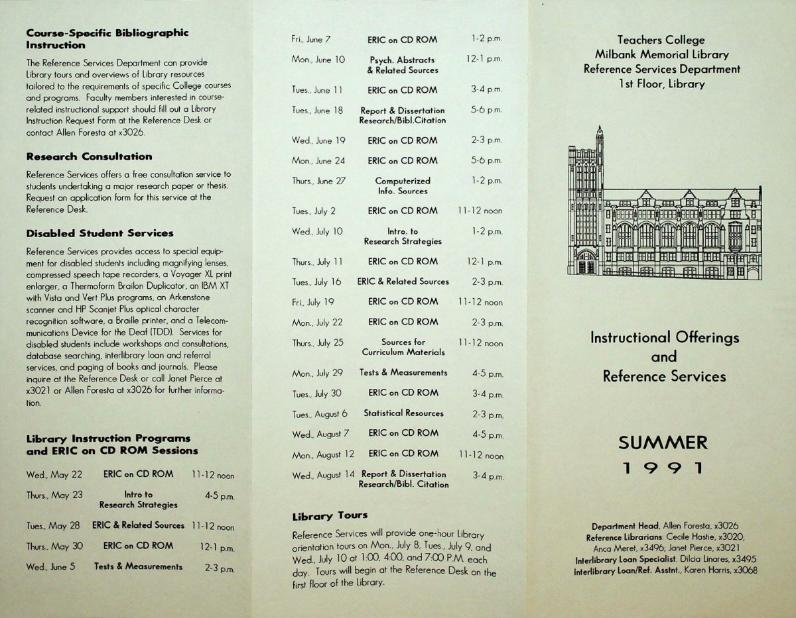 Course-Specific Bibliographic
Instruction
The Reference Services Department can provide
Library tours and overviews of Library resources
tailored to the requirements of specific College courses
and programs. Faculty members interested in course-
related instructional support should fill out a Library
Instruction Request Form at the Reference Desk or
contact Allen Foresta at x3026.
Research Consultation
Reference Services offers a free consultation service to
students undertaking a major research paper or thesis.
Request an application form for this service at the
Reference Desk.
Disabled Student Services
Reference Services provides access to special equip-
ment for disabled students including magnifying lenses,
compressed speech tape recorders, a Voyager XL print
enlarger, a Thermoform Brailon Duplicator, an IBM XT
with Vista and Vert Plus programs, an Arkenstone
scanner and HP Scanjet Plus optical character
recognition software, a Braille printer, and a Telecom-
munications Device for the Deaf (TDD). Services for
disabled students include workshops and consultations,
database searching, interlibrary loan and referral
services, and paging of books and journals. Please
inquire at the Reference Desk or call Janet Pierce at
x3021 or Allen Foresta at x3026 for further informa-
tion.
Library Instruction Programs
and ERIC on CD ROM Sessions
Wed., May 22 ERIC on CD ROM 11-12 noon
Thurs., May 23 Intro to 4-5 p.m.
Research Strategies
Tues., May 28 ERIC & Related Sources 11-12 noon
Thurs., May 30 ERIC on CD ROM 12-1 p.m.
Wed., June 5 Tests & Measurements 2-3 p.m.
Fri., June 7 ERIC on CD ROM 1-2 p.m.
Mon., June 10 Psych. Abstracts 12-1 p.m.
& Related Sources
Tues., June 11 ERIC on CD ROM 3-4 p.m.
Tues., June 18 Report & Dissertation 5-6 p.m.
Research/Bibl.Citation
Wed., June 19 ERIC on CD ROM 2-3 p.m.
Mon., June 24 ERIC on CD ROM 5-6 p.m.
Thurs., June 27 Computerized 1-2 p.m.
Info. Sources
Tues., July 2 ERIC on CD ROM 11-12 noon
Wed., July 10 Intro. to 1-2 p.m.
Research Strategies
Thurs., July 11 ERIC on CD ROM 12-1 p.m.
Tues., July 16 ERIC & Related Sources 2-3 p.m.
Fri., July 19 ERIC on CD ROM 11-12 noon
Mon., July 22 ERIC on CD ROM 2-3 p.m.
Thurs., July 25 Sources for 11-12 noon
Curriculum Materials
Mon., July 29 Tests & Measurements 4-5 p.m.
Tues., July 30 ERIC on CD ROM 3-4 p.m.
Tues., August 6 Statistical Resources 2-3 p.m.
Wed., August 7 ERIC on CD ROM 4-5 p.m.
Mon., August 12 ERIC on CD ROM 11-12 noon
Wed., August 14 Report & Dissertation 3-4 p.m.
Research/Bibl. Citation
Library Tours
Reference Services will provide one-hour Library
orientation tours on Mon., July 8, Tues., July 9, and
Wed., July 10 at 1:00, 4:00, and 7:00 P.M. each
day. Tours will begin at the Reference Desk on the
first floor of the Library.
Teachers College
Milbank Memorial Library
Reference Services Department
1st Floor, Library
Instructional Offerings
and
Reference Services
SUMMER
1991
Department Head, Allen Foresta, x3026
Reference Librarians: Cecile Hastie, x3020,
Anca Meret, x3496; Janet Pierce, x3021
Interlibrary Loan Specialist: Dilcia Linares, x3495
Interlibrary Loan/Ref. Asstnt., Karen Harris, x3068